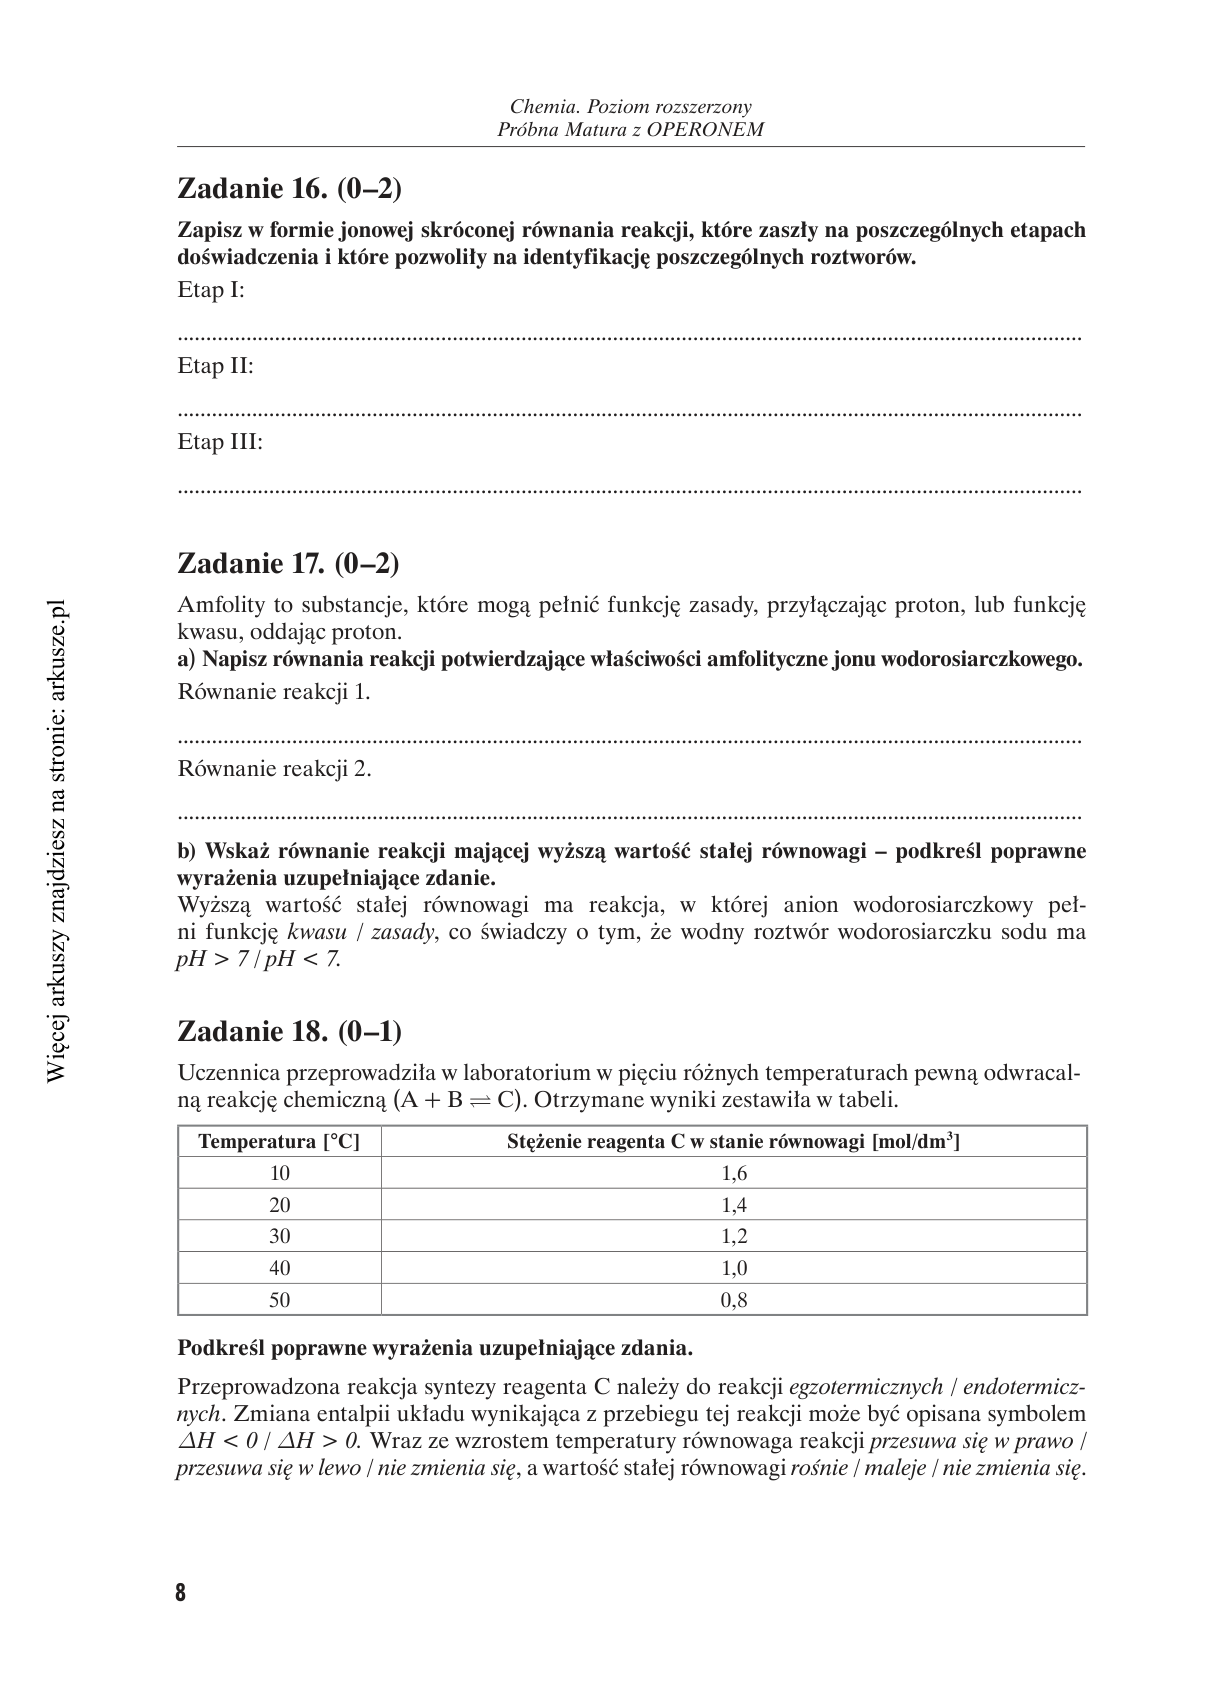 Chemia. Poziom rozszerzony
Próbna Matura z OPERONEM
Zadanie 16. (0–2)
Zapisz w formie jonowej skróconej równania reakcji, które zaszły na poszczególnych etapach
doświadczenia i które pozwoliły na identyfikację poszczególnych roztworów.
Etap I:
Etap II:
Etap III:
Zadanie 17. (0–2)
Amfolity to substancje, które mogą pełnić funkcję zasady, przyłączając proton, lub funkcję
kwasu, oddając proton.
a) Napisz równania reakcji potwierdzające właściwości amfolityczne jonu wodorosiarczkowego.
Równanie reakcji 1.
Równanie reakcji 2.
b) Wskaż równanie reakcji mającej wyższą wartość stałej równowagi – podkreśl poprawne
wyrażenia uzupełniające zdanie.
Wyższą wartość stałej równowagi ma reakcja, w której anion wodorosiarczkowy peł-
ni funkcję kwasu / zasady, co świadczy o tym, że wodny roztwór wodorosiarczku sodu ma
pH > 7 / pH < 7.
Zadanie 18. (0–1)
Uczennica przeprowadziła w laboratorium w pięciu różnych temperaturach pewną odwracal-
ną reakcję chemiczną (A + B ⇌ C). Otrzymane wyniki zestawiła w tabeli.
Temperatura [°C] Stężenie reagenta C w stanie równowagi [mol/dm³]
10 1,6
20 1,4
30 1,2
40 1,0
50 0,8
Podkreśl poprawne wyrażenia uzupełniające zdania.
Przeprowadzona reakcja syntezy reagenta C należy do reakcji egzotermicznych / endotermicz-
nych. Zmiana entalpii układu wynikająca z przebiegu tej reakcji może być opisana symbolem
ΔH < 0 / ΔH > 0. Wraz ze wzrostem temperatury równowaga reakcji przesuwa się w prawo /
przesuwa się w lewo / nie zmienia się, a wartość stałej równowagi rośnie / maleje / nie zmienia się.
8
Więcej arkuszy znajdziesz na stronie: arkusze.pl